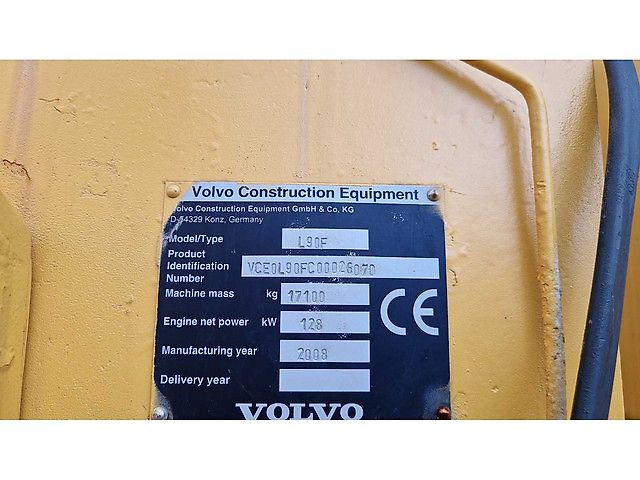 Volvo Construction Equipment
Volvo Construction Equipment GmbH & Co, KG
D-54329 Konz, Germany
Model/Type L90F
Product
Identification VCE0L90FC00026070
Number
Machine mass kg 17100
Engine net power kW 128
Manufacturing year 2008
Delivery year
CE
VOLVO